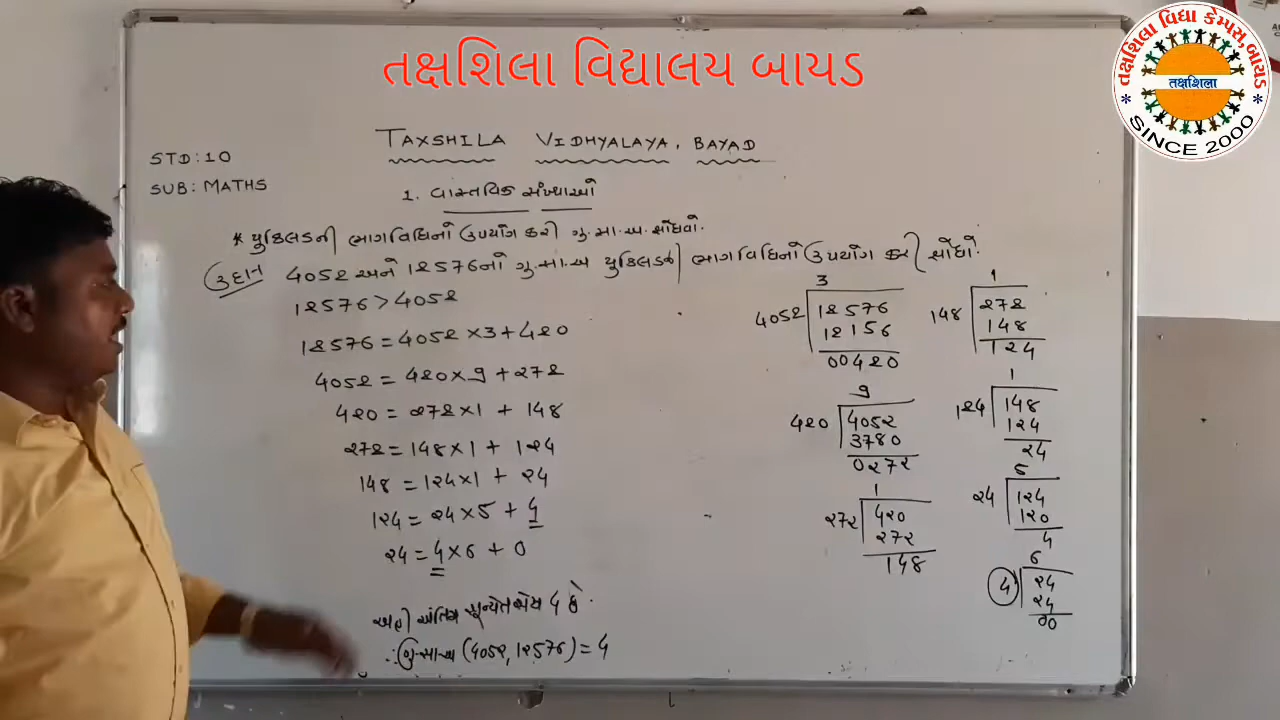 તક્ષશિલા વિદ્યાલય બાયડ
તક્ષશિલા વિદ્યા કેમ્પસ, બાયડ
તક્ષશિલા
* SINCE 2000 *
TAXSHILA VIDHYALAYA, BAYAD
STD:10
SUB: MATHS
1. વાસ્તવિક સંખ્યાઓ
* યુક્લિડની ભાગવિધિનો ઉપયોગ કરી ગુ.સા.અ. શોધવો.
4052 અને 12576નો ગુ.સા.અ યુક્લિડની ભાગવિધિનો ઉપયોગ કરી શોધો.
12576 > 4052
12576 = 4052 × 3 + 420
4052 = 420 × 9 + 272
420 = 272 × 1 + 148
272 = 148 × 1 + 124
148 = 124 × 1 + 24
124 = 24 × 5 + 4
24 = 4 × 6 + 0
અહીં અંતિમ શૂન્યેતર શેષ 4 છે.
∴ ગુ.સા.અ (4052, 12576) = 4
3
4052 12576
12156
00420
9
420 4052
3780
0272
1
272 420
272
148
1
148 272
148
124
1
124 148
124
24
5
24 124
120
4
6
4 24
24
00